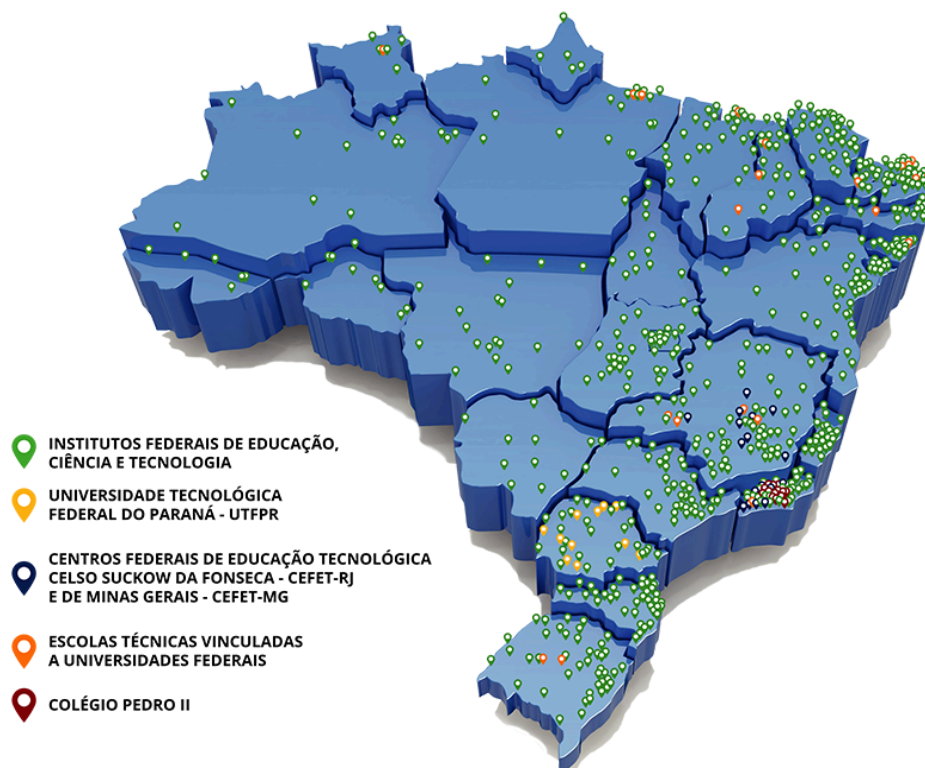 INSTITUTOS FEDERAIS DE EDUCAÇÃO,
CIÊNCIA E TECNOLOGIA
UNIVERSIDADE TECNOLÓGICA
FEDERAL DO PARANÁ - UTFPR
CENTROS FEDERAIS DE EDUCAÇÃO TECNOLÓGICA
CELSO SUCKOW DA FONSECA - CEFET-RJ
E DE MINAS GERAIS - CEFET-MG
ESCOLAS TÉCNICAS VINCULADAS
A UNIVERSIDADES FEDERAIS
COLÉGIO PEDRO II